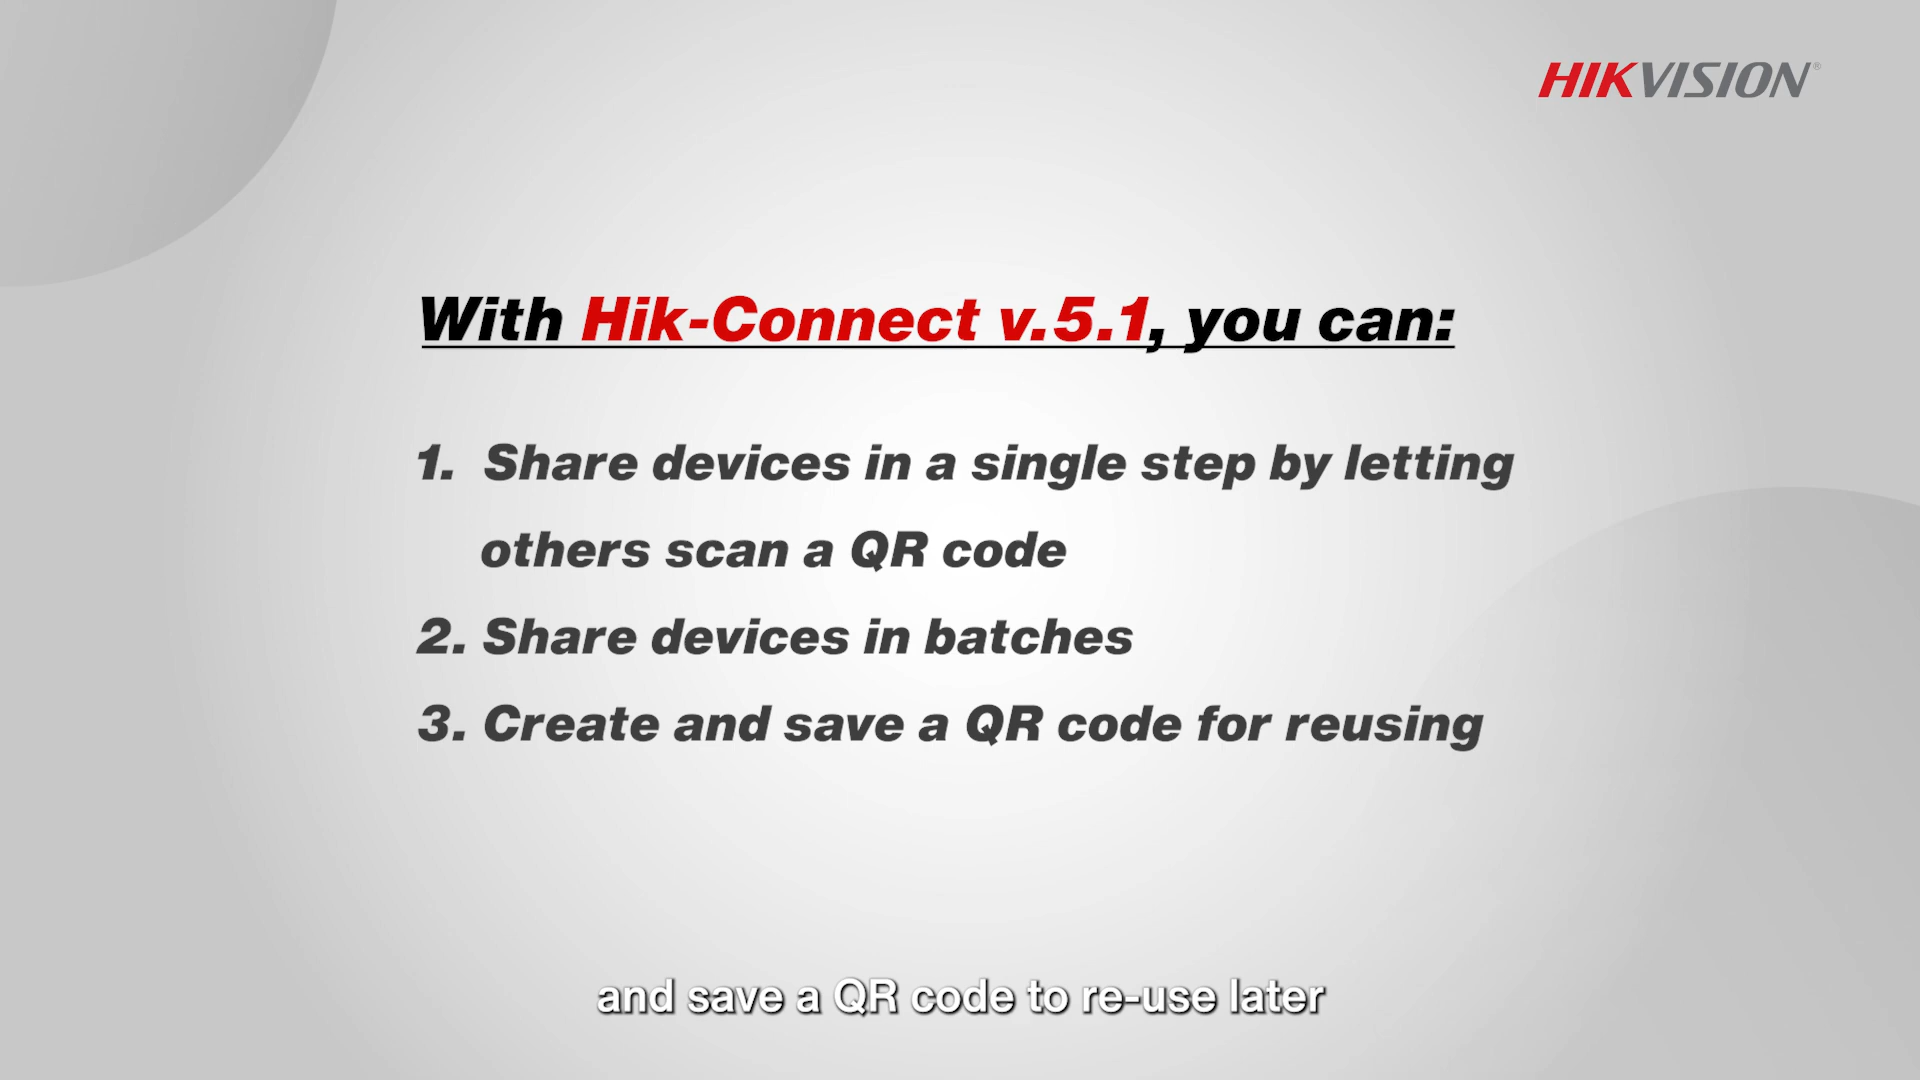 HIKVISION®
With Hik-Connect v.5.1, you can:
1. Share devices in a single step by letting
others scan a QR code
2. Share devices in batches
3. Create and save a QR code for reusing
and save a QR code to re-use later